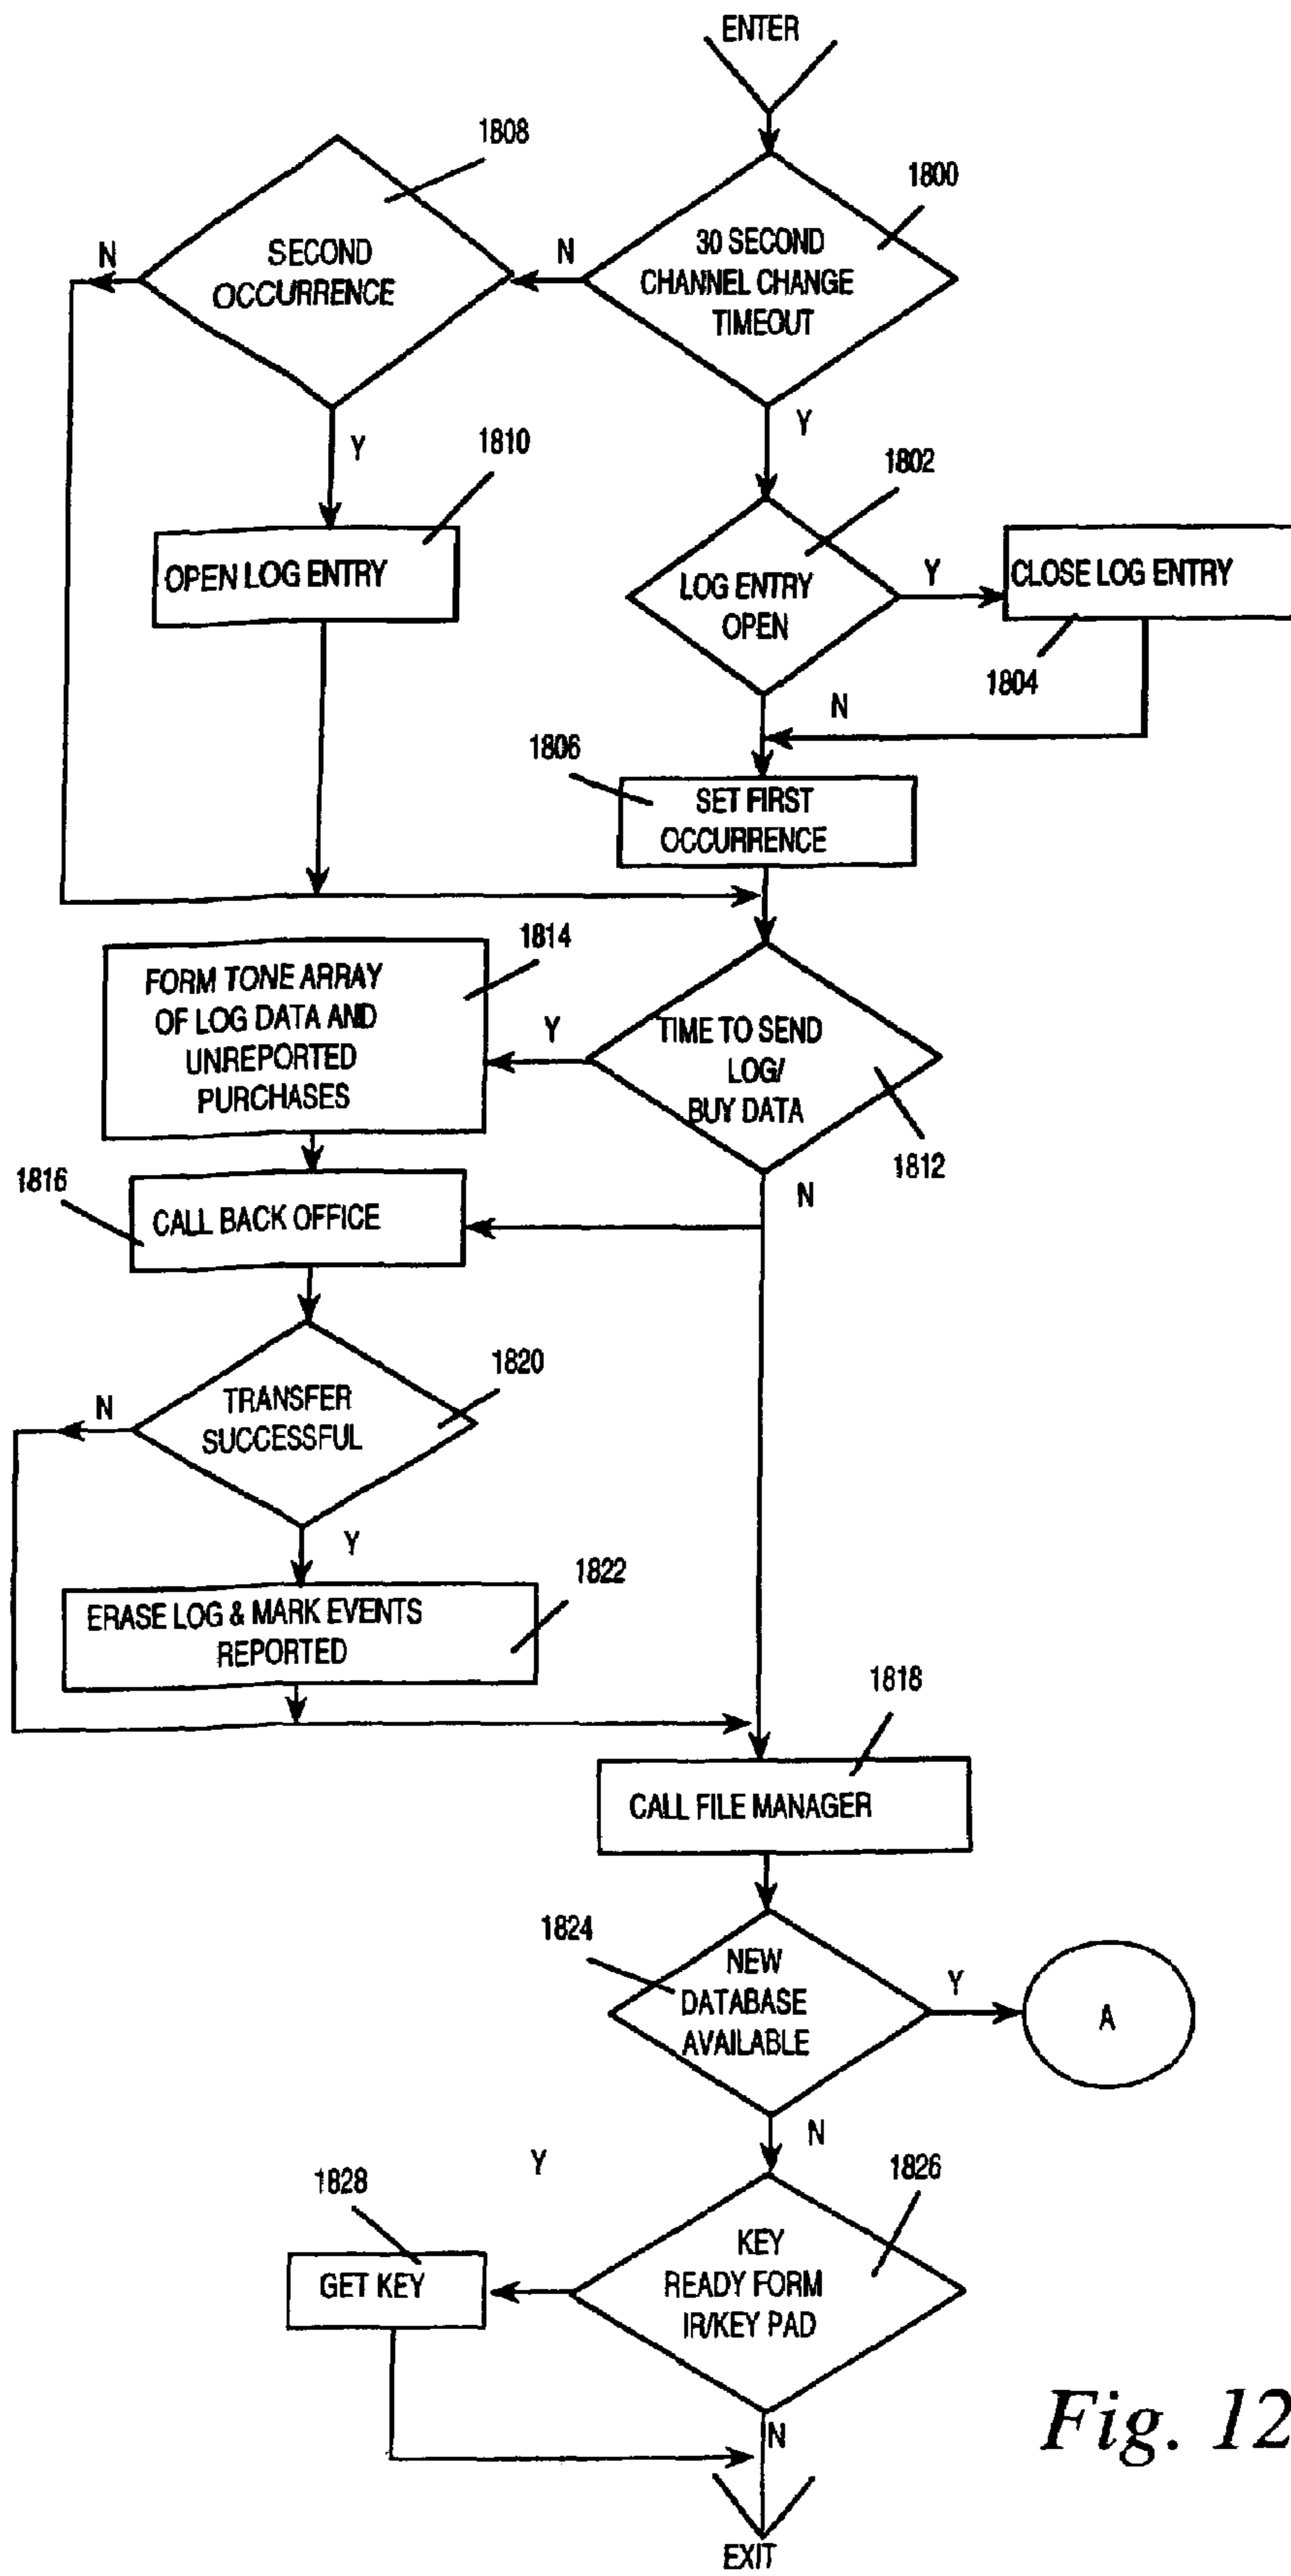 ENTER
1808
1800
SECOND
OCCURRENCE
N
N
30 SECOND
CHANNEL CHANGE
TIMEOUT
Y
Y
1810
1802
OPEN LOG ENTRY
LOG ENTRY
OPEN
Y
CLOSE LOG ENTRY
1804
N
1806
SET FIRST
OCCURRENCE
1814
FORM TONE ARRAY
OF LOG DATA AND
UNREPORTED
PURCHASES
Y
TIME TO SEND
LOG/
BUY DATA
1812
N
1816
CALL BACK OFFICE
1820
N
TRANSFER
SUCCESSFUL
Y
1822
ERASE LOG & MARK EVENTS
REPORTED
1818
CALL FILE MANAGER
1824
NEW
DATABASE
AVAILABLE
Y
A
N
Y
1828
1826
GET KEY
KEY
READY FORM
IR/KEY PAD
N
EXIT
Fig. 12